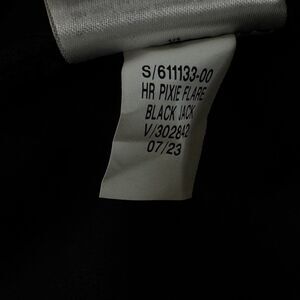 S/611133-00
HR PIXIE FLARE
BLACK JACK
V/302842
07/23